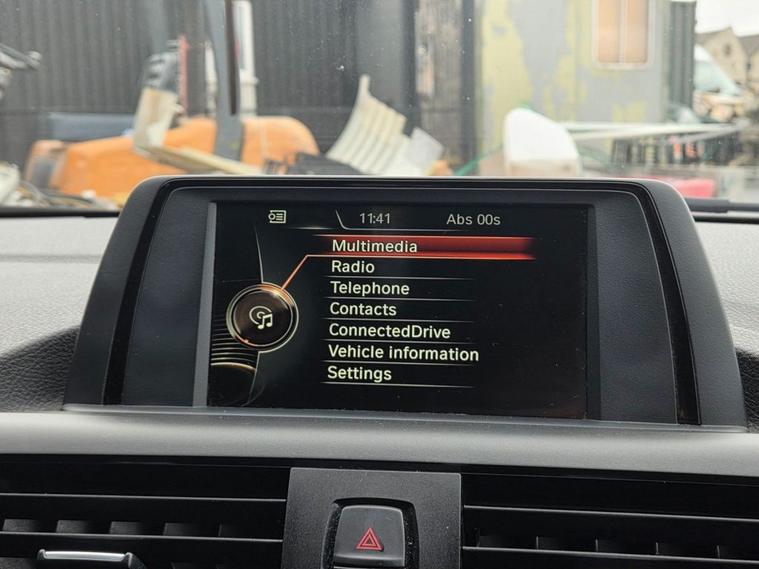 11:41 Abs 00s
Multimedia
Radio
Telephone
Contacts
ConnectedDrive
Vehicle information
Settings